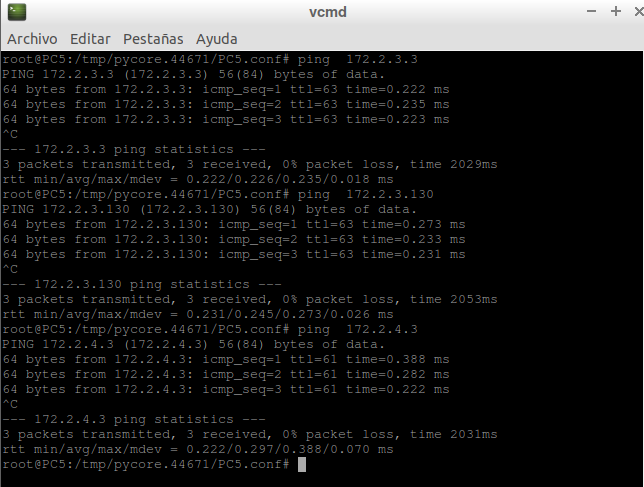 vcmd
Archivo Editar Pestañas Ayuda
root@PC5:/tmp/pycore.44671/PC5.conf# ping  172.2.3.3
PING 172.2.3.3 (172.2.3.3) 56(84) bytes of data.
64 bytes from 172.2.3.3: icmp_seq=1 ttl=63 time=0.222 ms
64 bytes from 172.2.3.3: icmp_seq=2 ttl=63 time=0.235 ms
64 bytes from 172.2.3.3: icmp_seq=3 ttl=63 time=0.223 ms
^C
--- 172.2.3.3 ping statistics ---
3 packets transmitted, 3 received, 0% packet loss, time 2029ms
rtt min/avg/max/mdev = 0.222/0.226/0.235/0.018 ms
root@PC5:/tmp/pycore.44671/PC5.conf# ping  172.2.3.130
PING 172.2.3.130 (172.2.3.130) 56(84) bytes of data.
64 bytes from 172.2.3.130: icmp_seq=1 ttl=63 time=0.273 ms
64 bytes from 172.2.3.130: icmp_seq=2 ttl=63 time=0.233 ms
64 bytes from 172.2.3.130: icmp_seq=3 ttl=63 time=0.231 ms
^C
--- 172.2.3.130 ping statistics ---
3 packets transmitted, 3 received, 0% packet loss, time 2053ms
rtt min/avg/max/mdev = 0.231/0.245/0.273/0.026 ms
root@PC5:/tmp/pycore.44671/PC5.conf# ping  172.2.4.3
PING 172.2.4.3 (172.2.4.3) 56(84) bytes of data.
64 bytes from 172.2.4.3: icmp_seq=1 ttl=61 time=0.388 ms
64 bytes from 172.2.4.3: icmp_seq=2 ttl=61 time=0.282 ms
64 bytes from 172.2.4.3: icmp_seq=3 ttl=61 time=0.222 ms
^C
--- 172.2.4.3 ping statistics ---
3 packets transmitted, 3 received, 0% packet loss, time 2031ms
rtt min/avg/max/mdev = 0.222/0.297/0.388/0.070 ms
root@PC5:/tmp/pycore.44671/PC5.conf#